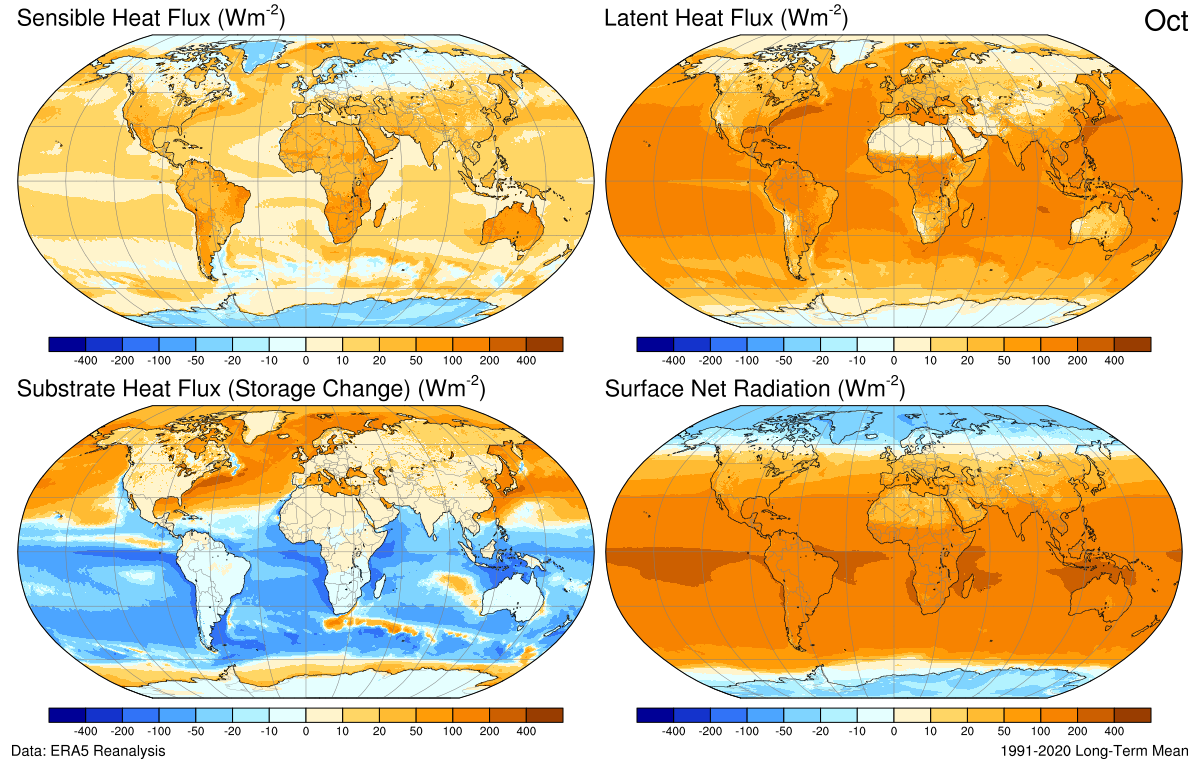 Sensible Heat Flux (Wm-2)
Latent Heat Flux (Wm-2)
Oct
-400 -200 -100 -50 -20 -10 0 10 20 50 100 200 400
-400 -200 -100 -50 -20 -10 0 10 20 50 100 200 400
Substrate Heat Flux (Storage Change) (Wm-2)
Surface Net Radiation (Wm-2)
-400 -200 -100 -50 -20 -10 0 10 20 50 100 200 400
-400 -200 -100 -50 -20 -10 0 10 20 50 100 200 400
Data: ERA5 Reanalysis
1991-2020 Long-Term Mean